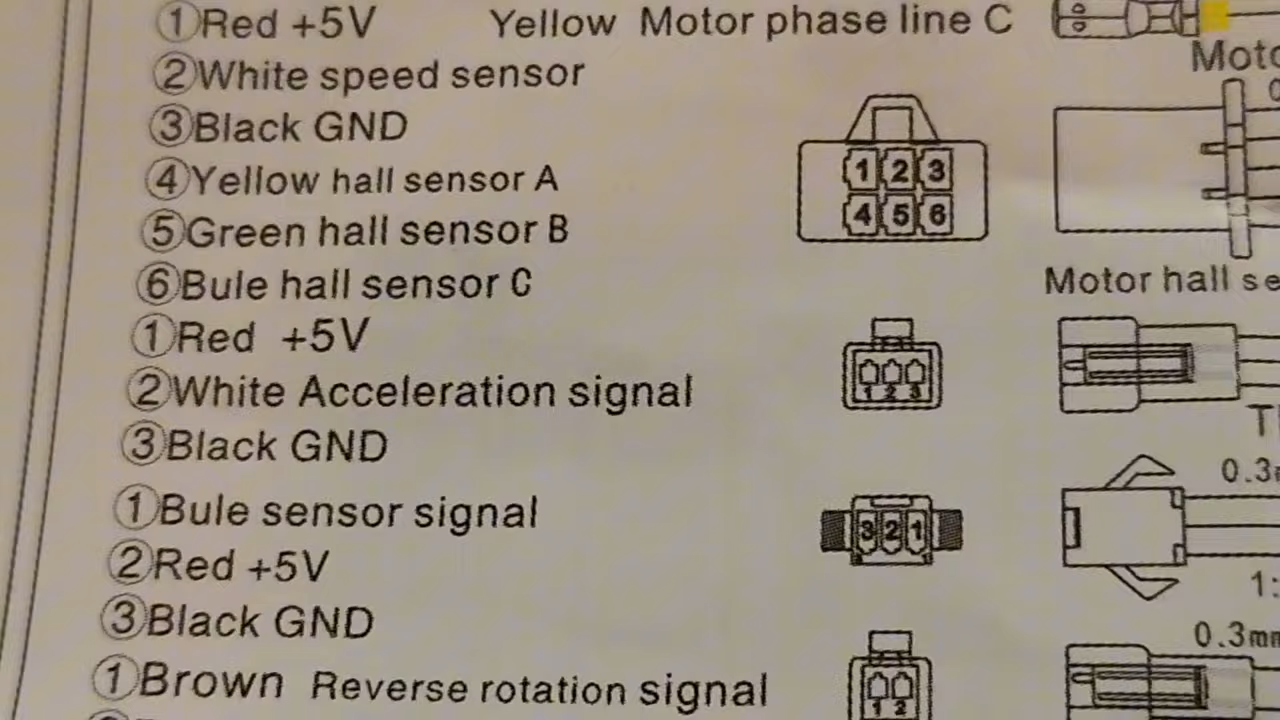 ①Red +5V Yellow Motor phase line C
②White speed sensor
③Black GND
④Yellow hall sensor A
⑤Green hall sensor B
⑥Bule hall sensor C
1 2 3
4 5 6
Motor hall se
①Red +5V
②White Acceleration signal
③Black GND
1 2 3
①Bule sensor signal
②Red +5V
③Black GND
3 2 1
0.3
1:
①Brown Reverse rotation signal
1 2
0.3mm